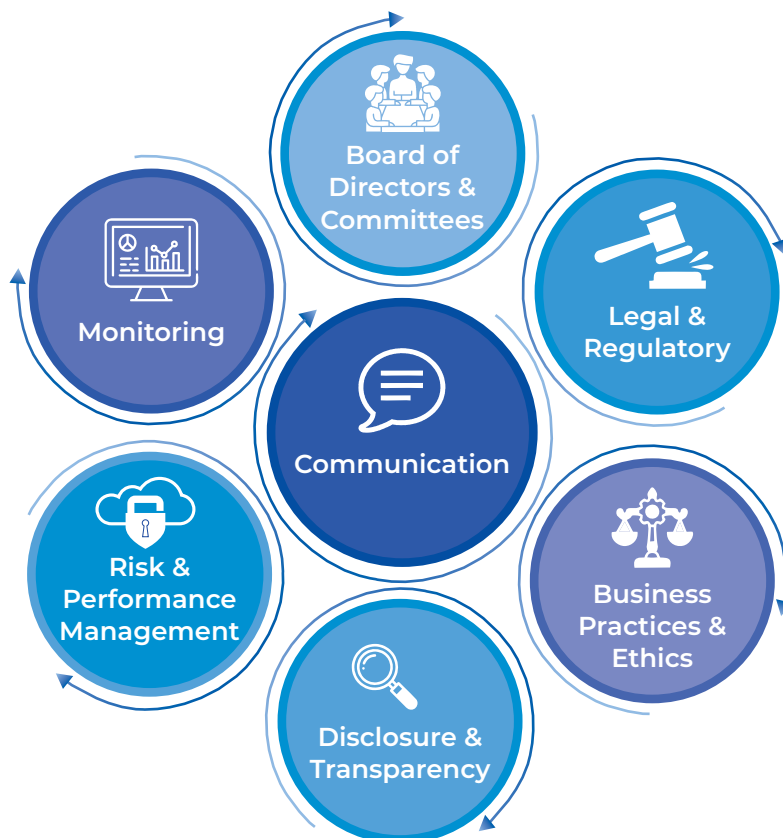 Board of
Directors &
Committees
Legal &
Regulatory
Business
Practices &
Ethics
Disclosure &
Transparency
Risk &
Performance
Management
Monitoring
Communication